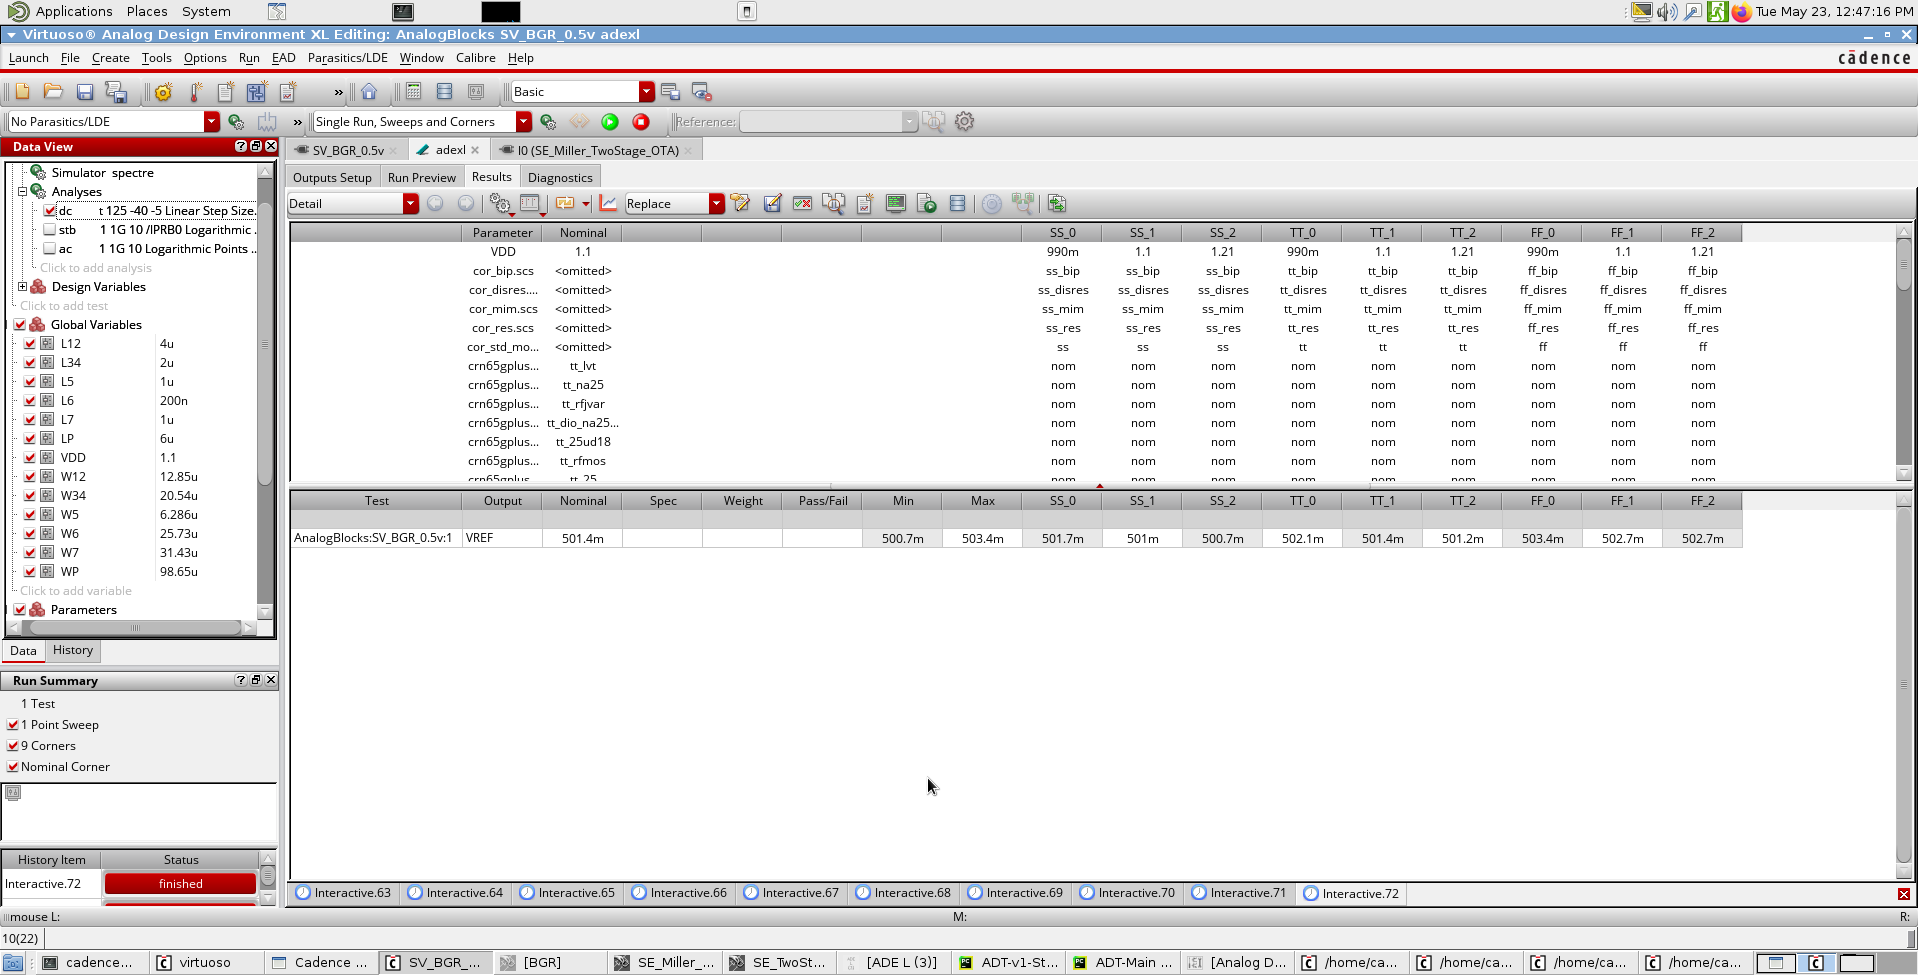 Applications Places System Tue May 23, 12:47:16 PM
Virtuoso® Analog Design Environment XL Editing: AnalogBlocks SV_BGR_0.5v adexl
Launch File Create Tools Options Run EAD Parasitics/LDE Window Calibre Help cādence
» Basic
No Parasitics/LDE » Single Run, Sweeps and Corners Reference:
Data View
SV_BGR_0.5v adexl I0 (SE_Miller_TwoStage_OTA)
Outputs Setup Run Preview Results Diagnostics
Detail Replace
Simulator spectre
Analyses
dc t 125 -40 -5 Linear Step Size.
stb 1 1G 10 /IPRB0 Logarithmic .
ac 1 1G 10 Logarithmic Points ..
Click to add analysis
Design Variables
Click to add test
Global Variables
L12 4u
L34 2u
L5 1u
L6 200n
L7 1u
LP 6u
VDD 1.1
W12 12.85u
W34 20.54u
W5 6.286u
W6 25.73u
W7 31.43u
WP 98.65u
Click to add variable
Parameters
Data History
Run Summary
1 Test
1 Point Sweep
9 Corners
Nominal Corner
History Item Status
Interactive.72 finished
Parameter Nominal SS_0 SS_1 SS_2 TT_0 TT_1 TT_2 FF_0 FF_1 FF_2
VDD 1.1 990m 1.1 1.21 990m 1.1 1.21 990m 1.1 1.21
cor_bip.scs <omitted> ss_bip ss_bip ss_bip tt_bip tt_bip tt_bip ff_bip ff_bip ff_bip
cor_disres.... <omitted> ss_disres ss_disres ss_disres tt_disres tt_disres tt_disres ff_disres ff_disres ff_disres
cor_mim.scs <omitted> ss_mim ss_mim ss_mim tt_mim tt_mim tt_mim ff_mim ff_mim ff_mim
cor_res.scs <omitted> ss_res ss_res ss_res tt_res tt_res tt_res ff_res ff_res ff_res
cor_std_mo... <omitted> ss ss ss tt tt tt ff ff ff
crn65gplus... tt_lvt nom nom nom nom nom nom nom nom nom
crn65gplus... tt_na25 nom nom nom nom nom nom nom nom nom
crn65gplus... tt_rfjvar nom nom nom nom nom nom nom nom nom
crn65gplus... tt_dio_na25... nom nom nom nom nom nom nom nom nom
crn65gplus... tt_25ud18 nom nom nom nom nom nom nom nom nom
crn65gplus... tt_rfmos nom nom nom nom nom nom nom nom nom
crn65gplus... tt_25 nom nom nom nom nom nom nom nom nom
Test Output Nominal Spec Weight Pass/Fail Min Max SS_0 SS_1 SS_2 TT_0 TT_1 TT_2 FF_0 FF_1 FF_2
AnalogBlocks:SV_BGR_0.5v:1 VREF 501.4m 500.7m 503.4m 501.7m 501m 500.7m 502.1m 501.4m 501.2m 503.4m 502.7m 502.7m
Interactive.63 Interactive.64 Interactive.65 Interactive.66 Interactive.67 Interactive.68 Interactive.69 Interactive.70 Interactive.71 Interactive.72
mouse L: M: R:
10(22)
cadence... virtuoso Cadence ... SV_BGR_... [BGR] SE_Miller_... SE_TwoSt... [ADE L (3)] ADT-v1-St... ADT-Main ... [Analog D... /home/ca... /home/ca... /home/ca... /home/ca...